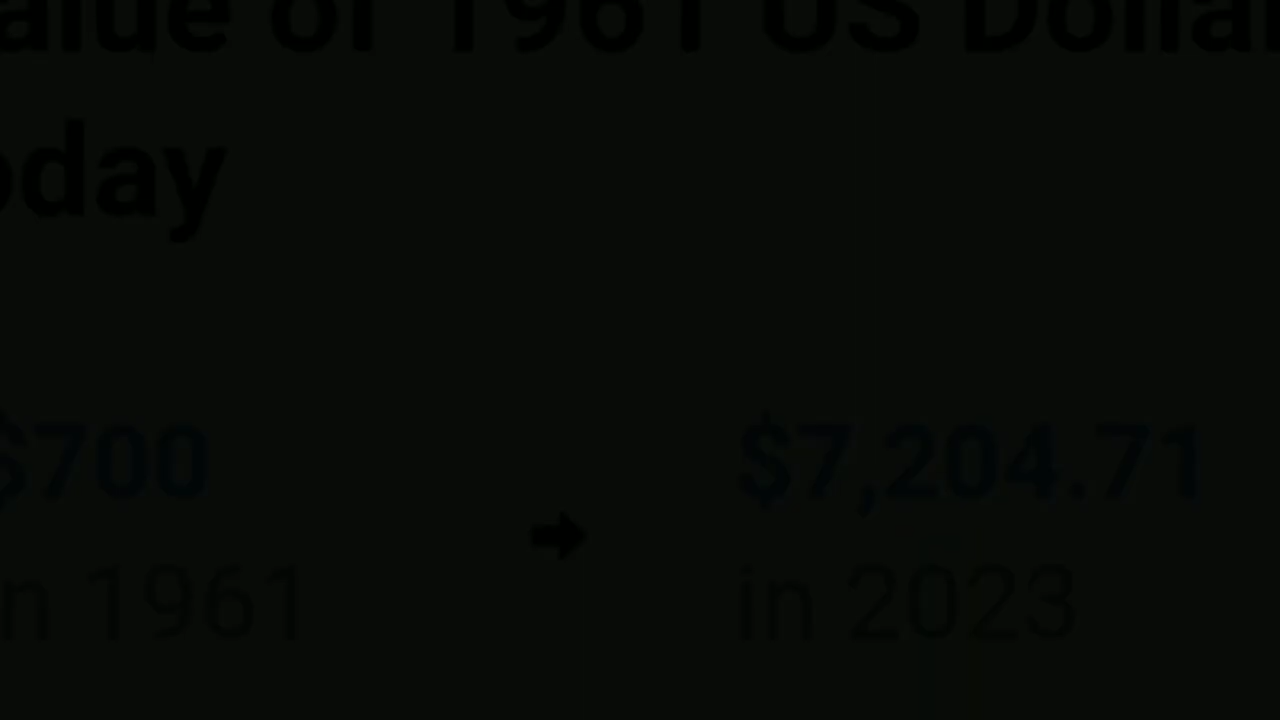 alue of 1961 US Dolla
oday
$700
$7,204.71
in 1961
in 2023